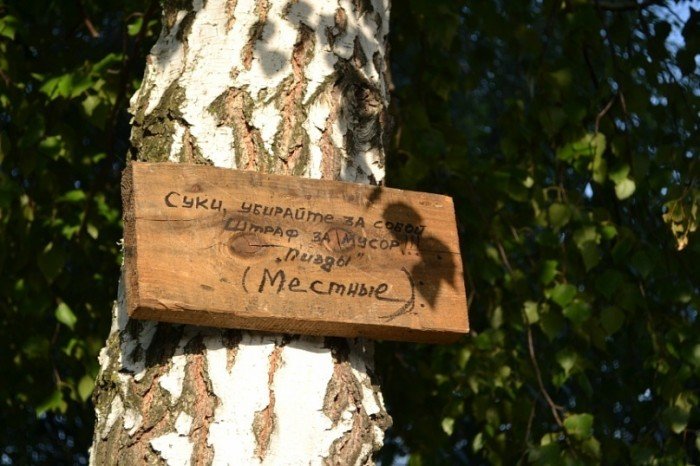 Суки, убирайте за собой
Штраф за мусор!!!
„Пизды"
(Местные)